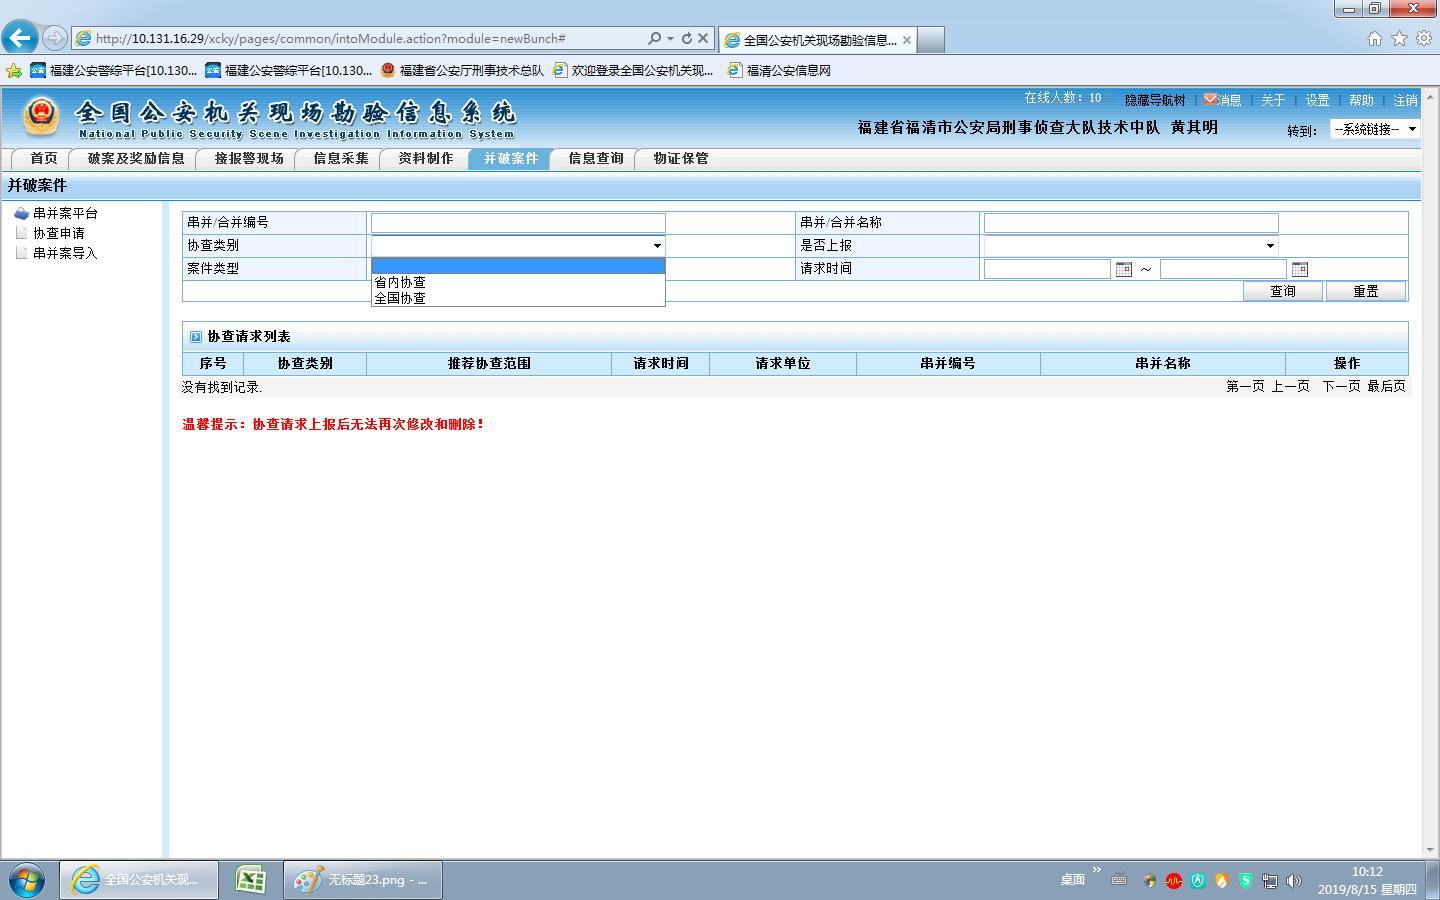 http://10.131.16.29/xcky/pages/common/intoModule.action?module=newBunch#
全国公安机关现场勘验信息...
福建公安警综平台[10.130... 福建公安警综平台[10.130... 福建省公安厅刑事技术总队 欢迎登录全国公安机关现... 福清公安信息网
全国公安机关现场勘验信息系统
National Public Security Scene Investigation Information System
在线人数：10 隐藏导航树 消息 关于 设置 帮助 注销
福建省福清市公安局刑事侦查大队技术中队 黄其明 转到： --系统链接--
首页 破案及奖励信息 接报警现场 信息采集 资料制作 并破案件 信息查询 物证保管
并破案件
串并案平台
协查申请
串并案导入
串并/合并编号 串并/合并名称
协查类别 是否上报
案件类型 请求时间 ～
省内协查
全国协查
查询 重置
协查请求列表
序号 协查类别 推荐协查范围 请求时间 请求单位 串并编号 串并名称 操作
没有找到记录. 第一页 上一页 下一页 最后页
温馨提示：协查请求上报后无法再次修改和删除！
全国公安机关现... 无标题23.png - ... 桌面 10:12
2019/8/15 星期四